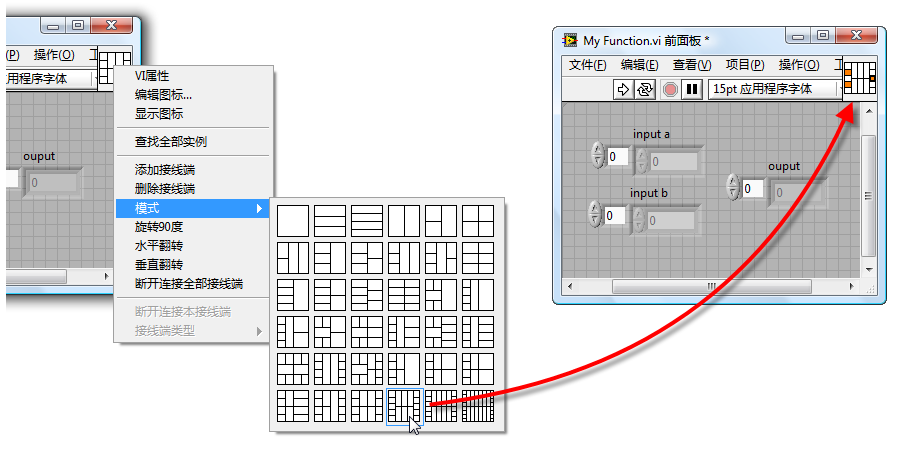 (P) 操作(O) 工
应用程序字体
ouput
0
VI属性
编辑图标...
显示图标
查找全部实例
添加接线端
删除接线端
模式
旋转90度
水平翻转
垂直翻转
断开连接全部接线端
断开连接本接线端
接线端类型
My Function.vi 前面板 *
文件(F) 编辑(E) 查看(V) 项目(P) 操作(O) 工
15pt 应用程序字体
input a
0 0
input b
0 0
ouput
0 0